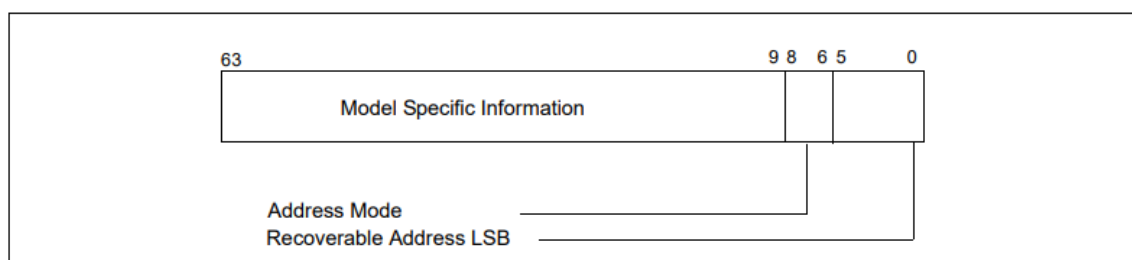 63 9 8 6 5 0
Model Specific Information
Address Mode
Recoverable Address LSB